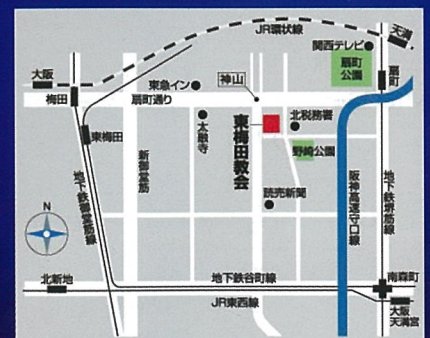 天満
JR環状線
関西テレビ
扇町公園
大阪
東急イン
神山
扇町
梅田
扇町通り
北税務署
東梅田
太融寺
東梅田教会
野崎公園
新御堂筋
地下鉄御堂筋線
読売新聞
阪神高速守口線
地下鉄堺筋線
N
北新地
地下鉄谷町線
南森町
JR東西線
大阪天満宮